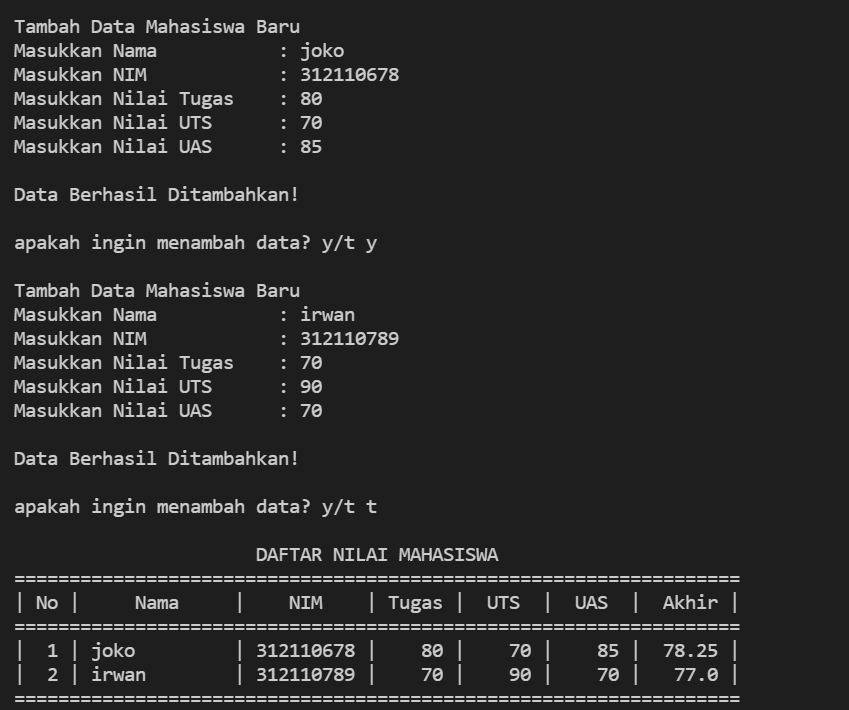 Tambah Data Mahasiswa Baru
Masukkan Nama           : joko
Masukkan NIM            : 312110678
Masukkan Nilai Tugas    : 80
Masukkan Nilai UTS      : 70
Masukkan Nilai UAS      : 85
Data Berhasil Ditambahkan!
apakah ingin menambah data? y/t y
Tambah Data Mahasiswa Baru
Masukkan Nama           : irwan
Masukkan NIM            : 312110789
Masukkan Nilai Tugas    : 70
Masukkan Nilai UTS      : 90
Masukkan Nilai UAS      : 70
Data Berhasil Ditambahkan!
apakah ingin menambah data? y/t t
                      DAFTAR NILAI MAHASISWA
==================================================================
| No |     Nama     |    NIM    | Tugas |  UTS  |  UAS  |  Akhir |
==================================================================
|  1 | joko         | 312110678 |    80 |    70 |    85 |  78.25 |
|  2 | irwan        | 312110789 |    70 |    90 |    70 |   77.0 |
==================================================================